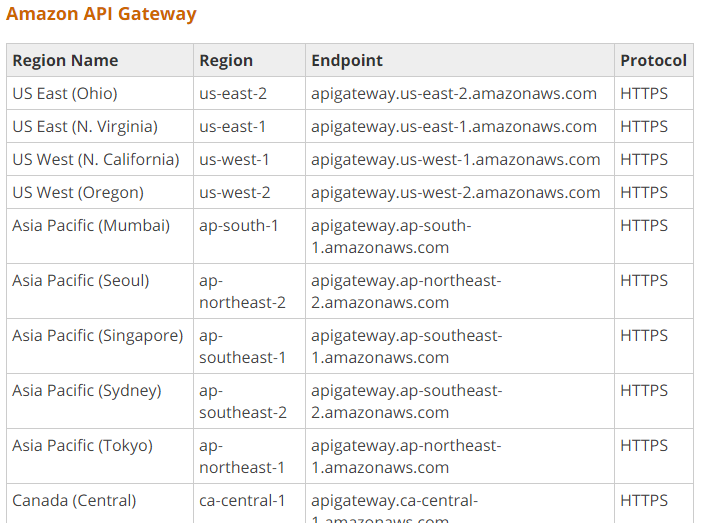 Amazon API Gateway
Region Name Region Endpoint Protocol
US East (Ohio) us-east-2 apigateway.us-east-2.amazonaws.com HTTPS
US East (N. Virginia) us-east-1 apigateway.us-east-1.amazonaws.com HTTPS
US West (N. California) us-west-1 apigateway.us-west-1.amazonaws.com HTTPS
US West (Oregon) us-west-2 apigateway.us-west-2.amazonaws.com HTTPS
Asia Pacific (Mumbai) ap-south-1 apigateway.ap-south- HTTPS
1.amazonaws.com
Asia Pacific (Seoul) ap- apigateway.ap-northeast- HTTPS
northeast-2 2.amazonaws.com
Asia Pacific (Singapore) ap- apigateway.ap-southeast- HTTPS
southeast-1 1.amazonaws.com
Asia Pacific (Sydney) ap- apigateway.ap-southeast- HTTPS
southeast-2 2.amazonaws.com
Asia Pacific (Tokyo) ap- apigateway.ap-northeast- HTTPS
northeast-1 1.amazonaws.com
Canada (Central) ca-central-1 apigateway.ca-central- HTTPS
1.amazonaws.com